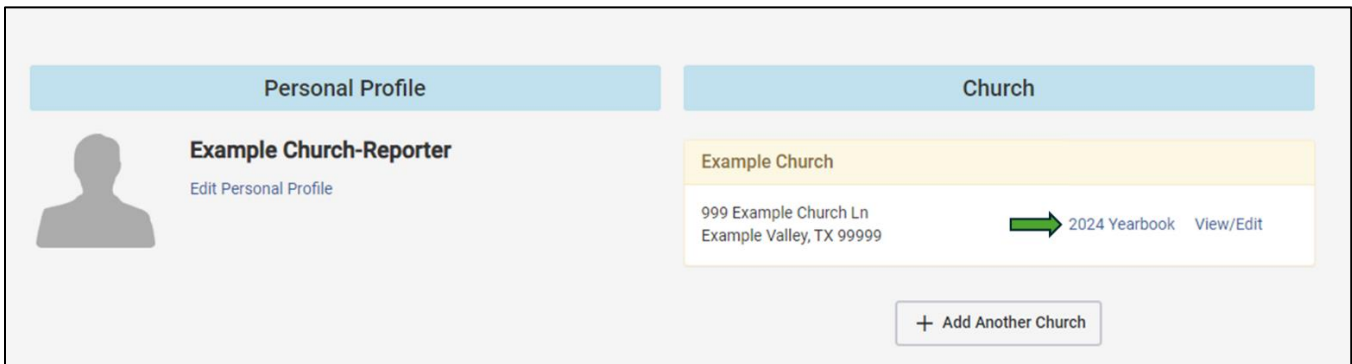 Personal Profile
Example Church-Reporter
Edit Personal Profile
Church
Example Church
999 Example Church Ln
Example Valley, TX 99999
2024 Yearbook View/Edit
+ Add Another Church